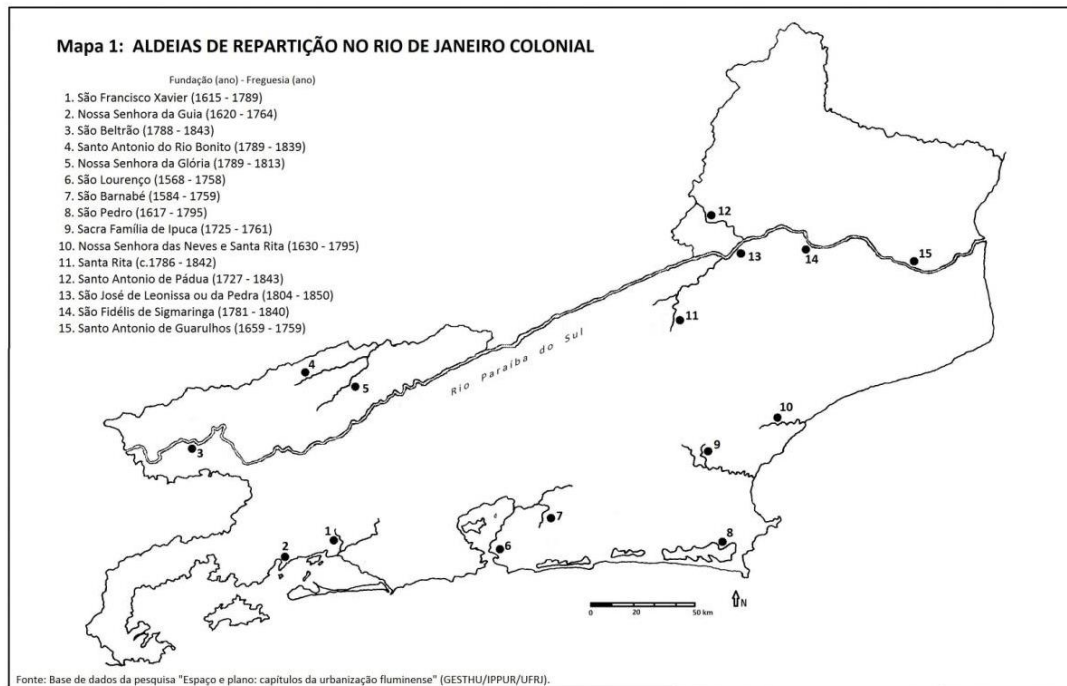 Mapa 1: ALDEIAS DE REPARTIÇÃO NO RIO DE JANEIRO COLONIAL
Fundação (ano) - Freguesia (ano)
1. São Francisco Xavier (1615 - 1789)
2. Nossa Senhora da Guia (1620 - 1764)
3. São Beltrão (1788 - 1843)
4. Santo Antonio do Rio Bonito (1789 - 1839)
5. Nossa Senhora da Glória (1789 - 1813)
6. São Lourenço (1568 - 1758)
7. São Barnabé (1584 - 1759)
8. São Pedro (1617 - 1795)
9. Sacra Família de Ipuca (1725 - 1761)
10. Nossa Senhora das Neves e Santa Rita (1630 - 1795)
11. Santa Rita (c.1786 - 1842)
12. Santo Antonio de Pádua (1727 - 1843)
13. São José de Leonissa ou da Pedra (1804 - 1850)
14. São Fidélis de Sigmaringa (1781 - 1840)
15. Santo Antonio de Guarulhos (1659 - 1759)
12
13
14
15
11
Rio Paraíba do Sul
4
5
10
3
9
7
1
8
2
6
N
0 20 50 km
Fonte: Base de dados da pesquisa "Espaço e plano: capítulos da urbanização fluminense" (GESTHU/IPPUR/UFRJ).